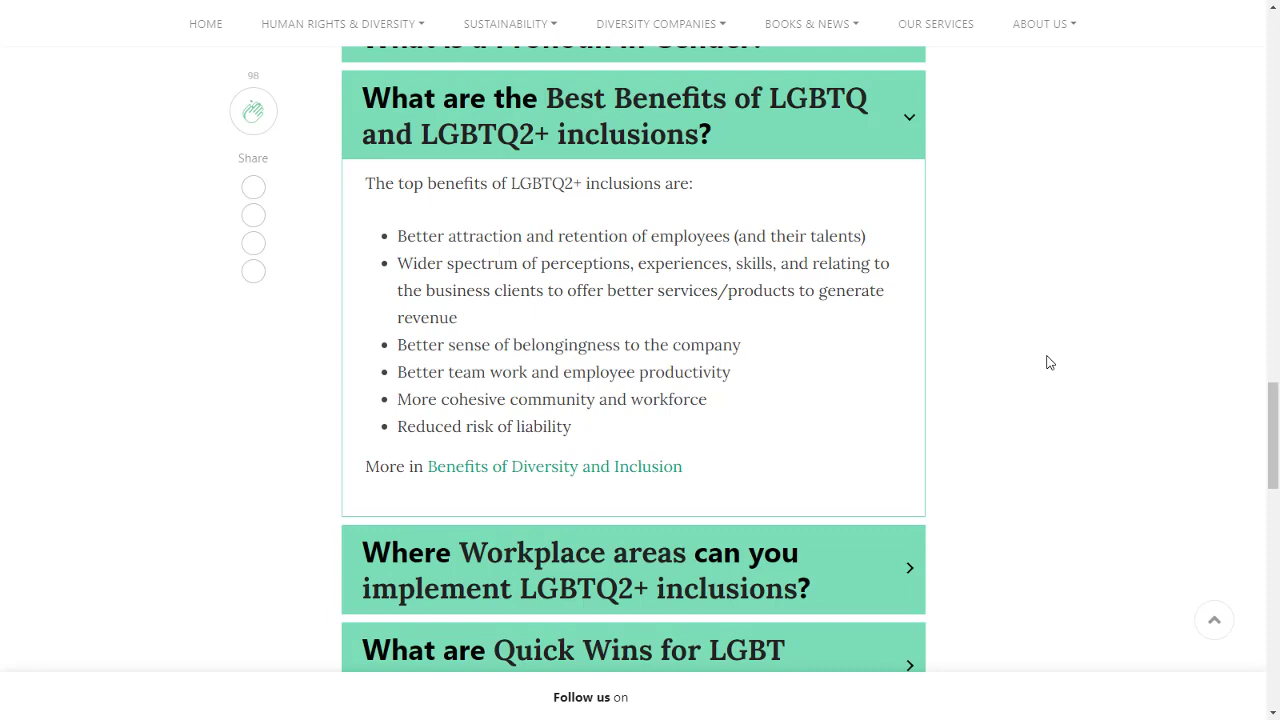 HOME HUMAN RIGHTS & DIVERSITY SUSTAINABILITY DIVERSITY COMPANIES BOOKS & NEWS OUR SERVICES ABOUT US
What is a Pronoun in Gender?
98
Share
What are the Best Benefits of LGBTQ
and LGBTQ2+ inclusions?
The top benefits of LGBTQ2+ inclusions are:
Better attraction and retention of employees (and their talents)
Wider spectrum of perceptions, experiences, skills, and relating to
the business clients to offer better services/products to generate
revenue
Better sense of belongingness to the company
Better team work and employee productivity
More cohesive community and workforce
Reduced risk of liability
More in Benefits of Diversity and Inclusion
Where Workplace areas can you
implement LGBTQ2+ inclusions?
What are Quick Wins for LGBT
Follow us on